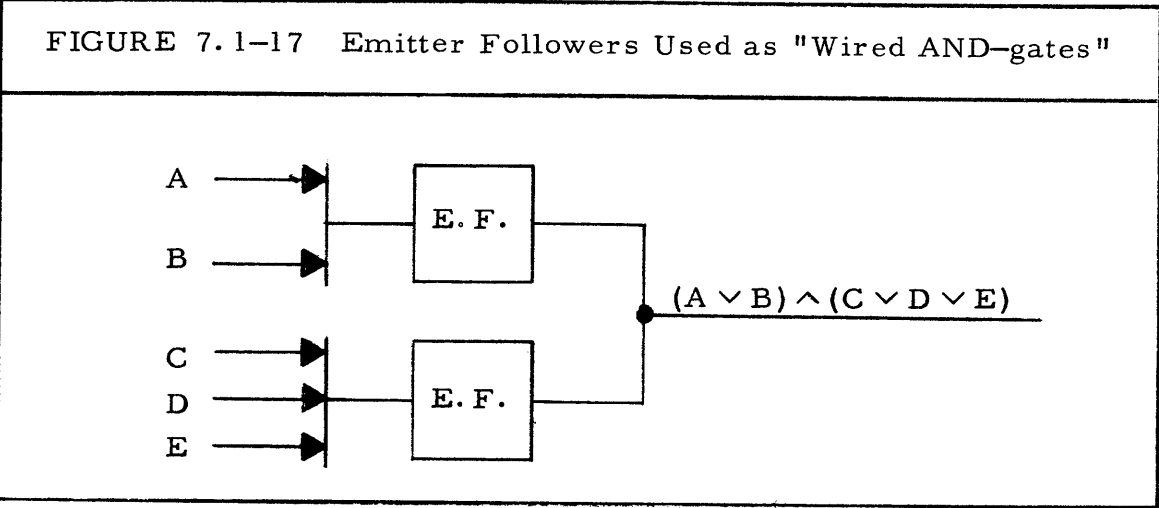 FIGURE 7.1-17 Emitter Followers Used as "Wired AND-gates"
A
B
E.F.
(A ∨ B) ∧ (C ∨ D ∨ E)
C
D
E
E.F.